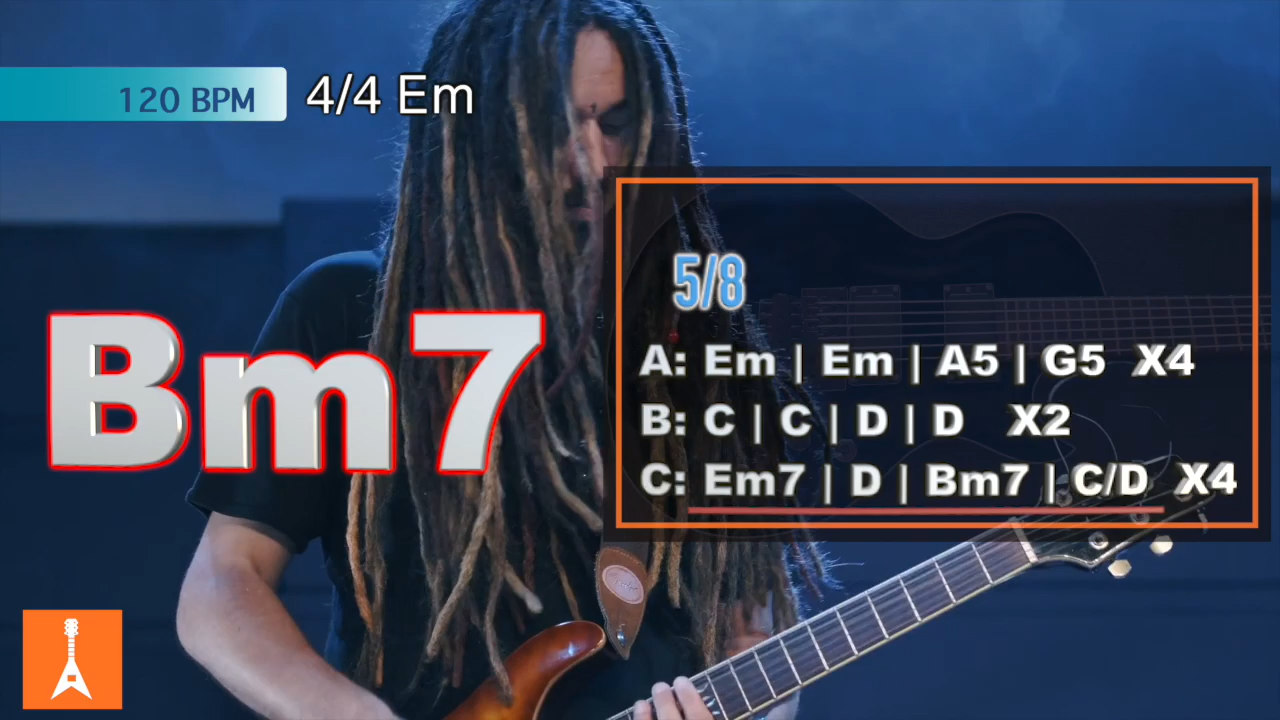 120 BPM 4/4 Em
Bm7
5/8
A: Em | Em | A5 | G5 X4
B: C | C | D | D X2
C: Em7 | D | Bm7 | C/D X4